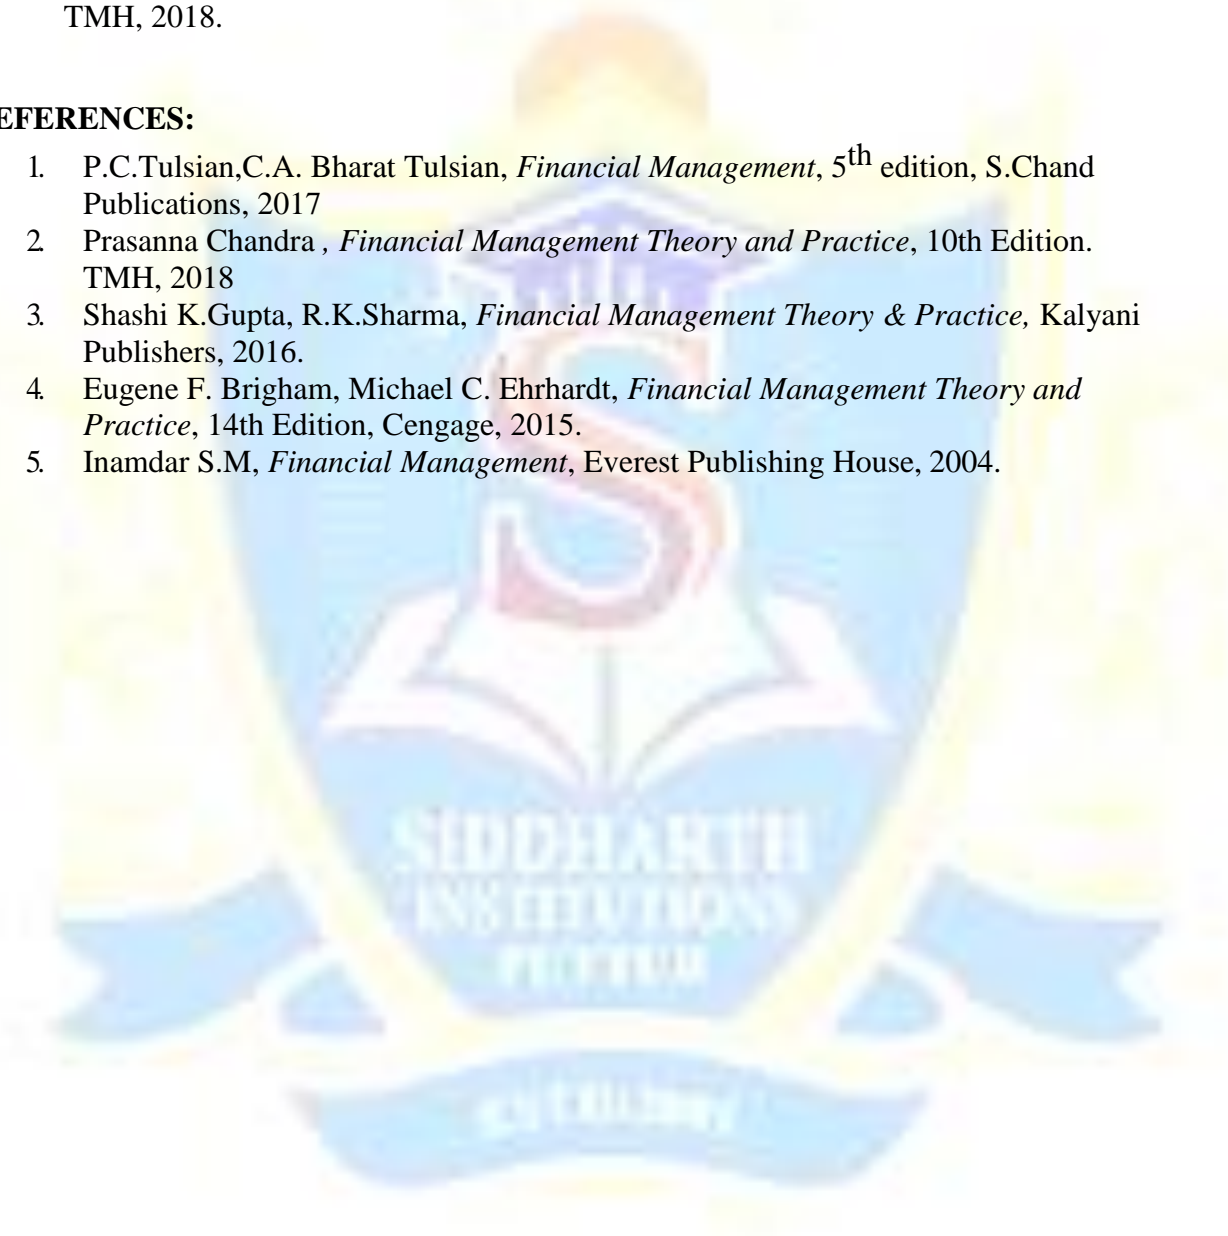 TMH, 2018.
EFERENCES:
1. P.C.Tulsian,C.A. Bharat Tulsian, Financial Management, 5th edition, S.Chand
Publications, 2017
2. Prasanna Chandra , Financial Management Theory and Practice, 10th Edition.
TMH, 2018
3. Shashi K.Gupta, R.K.Sharma, Financial Management Theory & Practice, Kalyani
Publishers, 2016.
4. Eugene F. Brigham, Michael C. Ehrhardt, Financial Management Theory and
Practice, 14th Edition, Cengage, 2015.
5. Inamdar S.M, Financial Management, Everest Publishing House, 2004.
S
SIDDHARTH
INSTITUTIONS